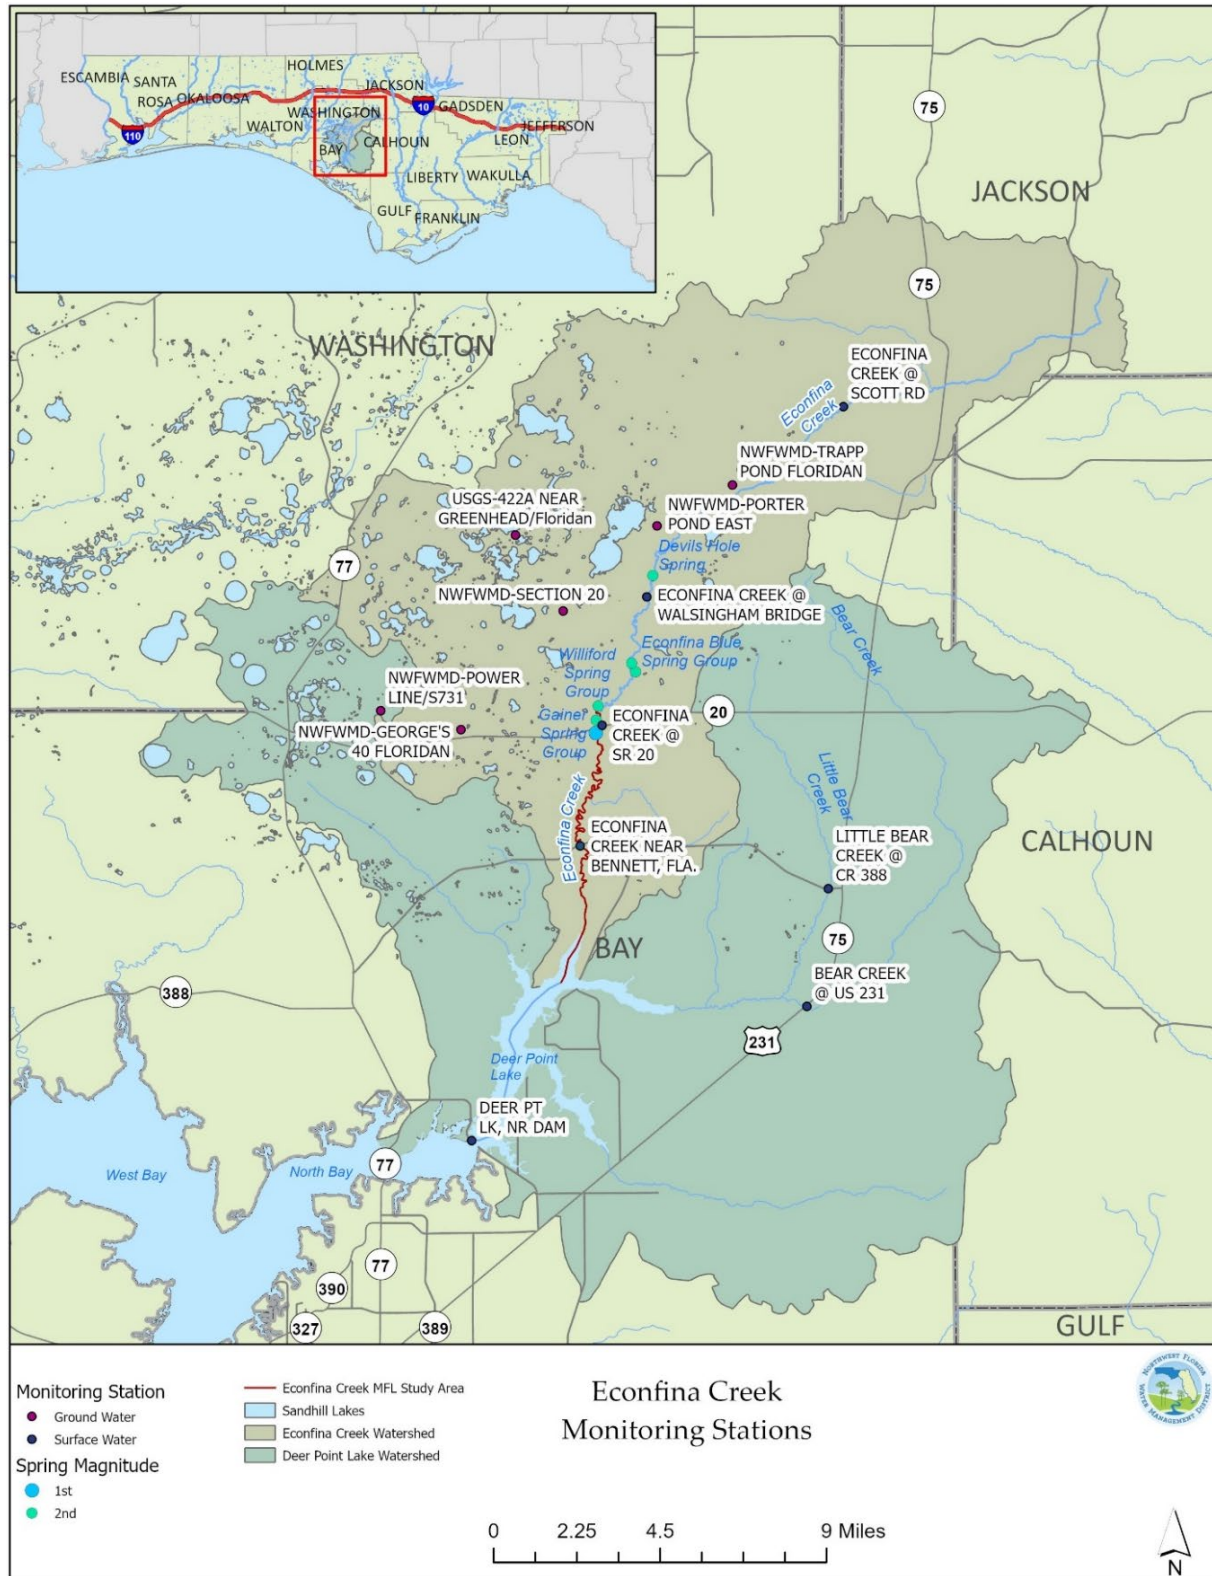 ESCAMBIA
SANTA
ROSA
OKALOOSA
HOLMES
WASHINGTON
WALTON
JACKSON
10
GADSDEN
JEFFERSON
LEON
110
BAY
CALHOUN
LIBERTY
WAKULLA
GULF
FRANKLIN
75
JACKSON
75
WASHINGTON
ECONFINA
CREEK @
SCOTT RD
Econfina
Creek
NWFWMD-TRAPP
POND FLORIDAN
USGS-422A NEAR
GREENHEAD/Floridan
NWFWMD-PORTER
POND EAST
Devils Hole
Spring
77
NWFWMD-SECTION 20
ECONFINA CREEK @
WALSINGHAM BRIDGE
Bear Creek
Econfina Blue
Spring Group
Williford
Spring
Group
NWFWMD-POWER
LINE/S731
NWFWMD-GEORGE'S
40 FLORIDAN
Gainer
Spring
Group
ECONFINA
CREEK @
SR 20
20
Little Bear
Creek
Econfina Creek
ECONFINA
CREEK NEAR
BENNETT, FLA.
LITTLE BEAR
CREEK @
CR 388
CALHOUN
75
BAY
BEAR CREEK
@ US 231
388
231
Deer Point
Lake
DEER PT
LK, NR DAM
77
West Bay
North Bay
77
390
327
389
GULF
Monitoring Station
Ground Water
Surface Water
Spring Magnitude
1st
2nd
Econfina Creek MFL Study Area
Sandhill Lakes
Econfina Creek Watershed
Deer Point Lake Watershed
Econfina Creek
Monitoring Stations
NORTHWEST FLORIDA
WATER MANAGEMENT DISTRICT
0 2.25 4.5 9 Miles
N